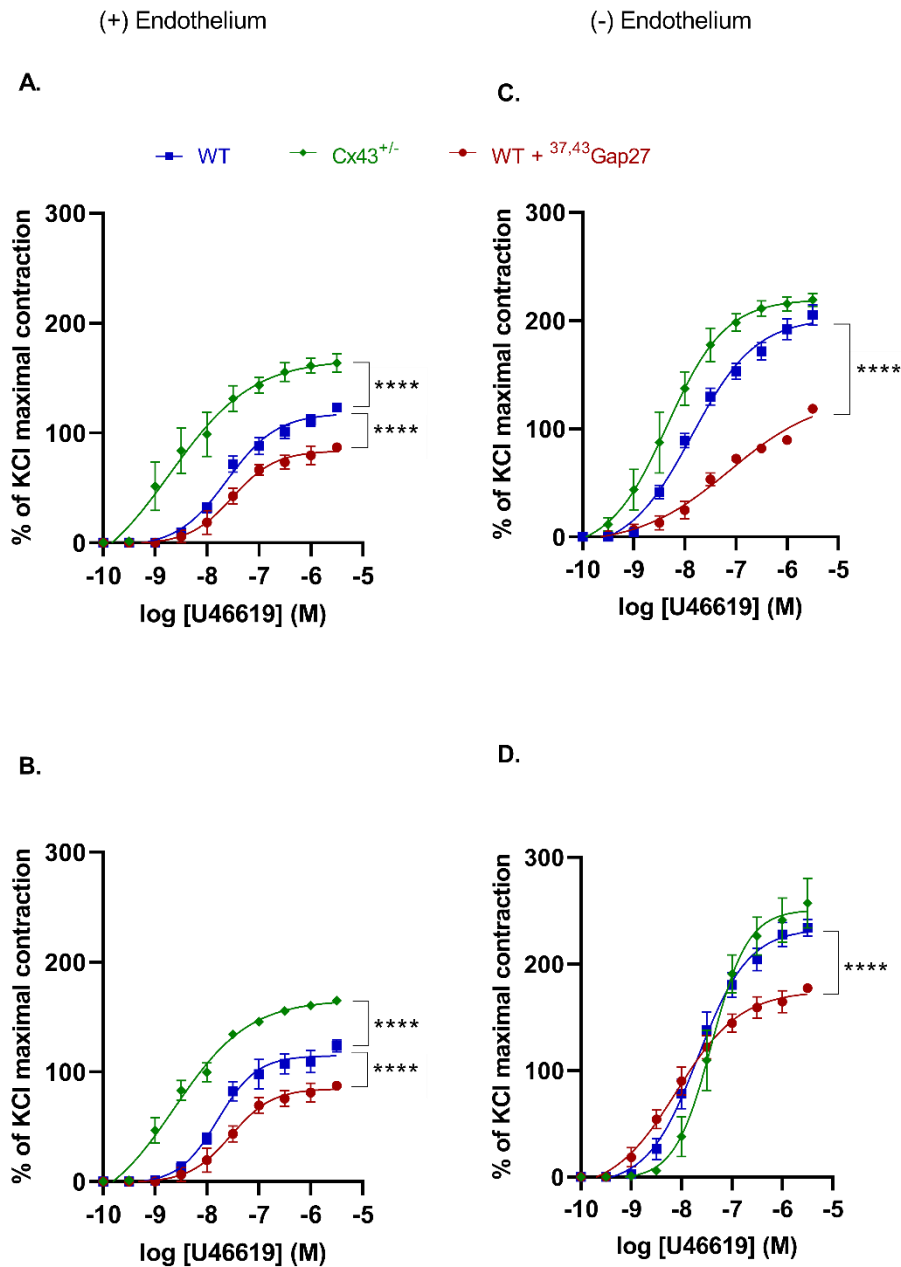 (+) Endothelium
(-) Endothelium
A.
C.
WT
Cx43+/-
WT + 37,43Gap27
% of KCl maximal contraction
300
200
100
0
-10 -9 -8 -7 -6 -5
log [U46619] (M)
****
****
% of KCl maximal contraction
300
200
100
0
-10 -9 -8 -7 -6 -5
log [U46619] (M)
****
B.
D.
% of KCl maximal contraction
300
200
100
0
-10 -9 -8 -7 -6 -5
log [U46619] (M)
****
****
% of KCl maximal contraction
300
200
100
0
-10 -9 -8 -7 -6 -5
log [U46619] (M)
****